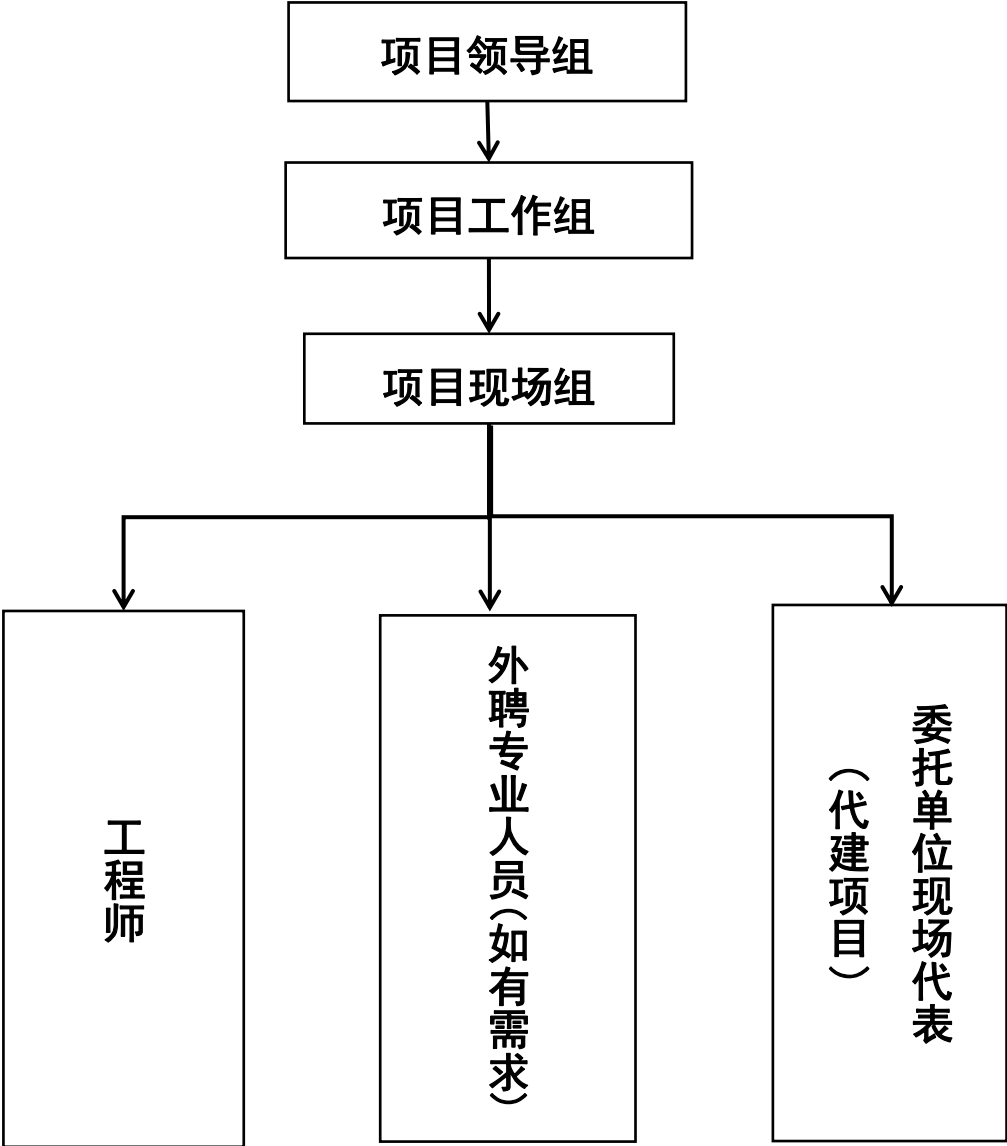 项目领导组
项目工作组
项目现场组
工程师
外聘专业人员（如有需求）
委托单位现场代表
（代建项目）